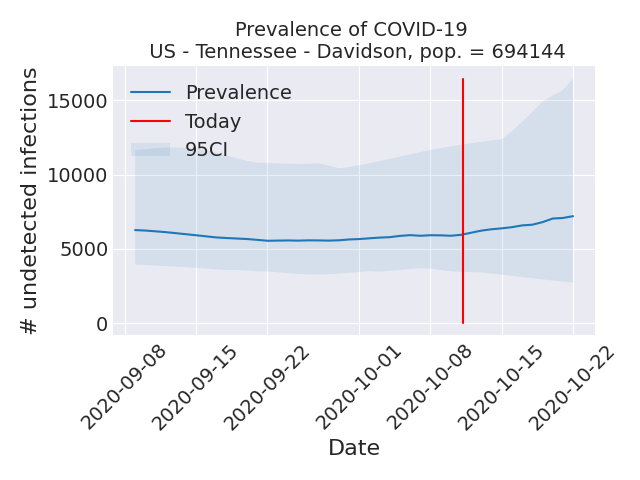 Prevalence of COVID-19
US - Tennessee - Davidson, pop. = 694144
# undetected infections
15000
10000
5000
0
Prevalence
Today
95CI
2020-09-08
2020-09-15
2020-09-22
2020-10-01
2020-10-08
2020-10-15
2020-10-22
Date